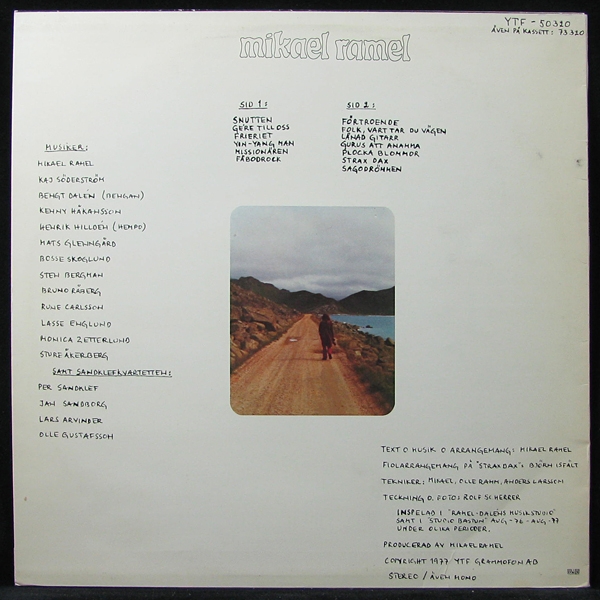 YTF - 50320
ÄVEN PÅ KASSETT: 73320
mikael ramel
SID 1:
SNUTTEN
GE'RE TILL OSS
FRIERIET
YIN-YANG MAN
MISSIONÄREN
FÄBODROCK
SID 2:
FÖRTROENDE
FOLK, VART TAR DU VÄGEN
LÅNAD GITARR
GURUS ATT ANAMMA
PLOCKA BLOMMOR
STRAX DAX
SAGODRÖMMEN
MUSIKER:
MIKAEL RAMEL
KAJ SÖDERSTRÖM
BENGT DALÉN (BENGAN)
KENNY HÅKANSSON
HENRIK HILLDÉN (HEMPO)
MATS GLENNGÅRD
BOSSE SKOGLUND
STEN BERGMAN
BRUNO RÅBERG
RUNE CARLSSON
LASSE ENGLUND
MONICA ZETTERLUND
STURE ÅKERBERG
SAMT SANDKLEFKVARTETTEN:
PER SANDKLEF
JAN SANDBORG
LARS ARVINDER
OLLE GUSTAFSSON
TEXT O MUSIK O ARRANGEMANG: MIKAEL RAMEL
FIOLARRANGEMANG PÅ "STRAX DAX": BJÖRN ISFÄLT
TEKNIKER: MIKAEL, OLLE RAMM, ANDERS LARSSON
TECKNING O. FOTO: ROLF SCHERRER
INSPELAD I "RAMEL-DALÉNS MUSIKSTUDIO"
SAMT I "STUDIO BASTUN" AUG -76 - AUG -77
UNDER OLIKA PERIODER.
PRODUCERAD AV MIKAEL RAMEL
COPYRIGHT 1977 YTF GRAMMOFON AB
STEREO / ÄVEN MONO